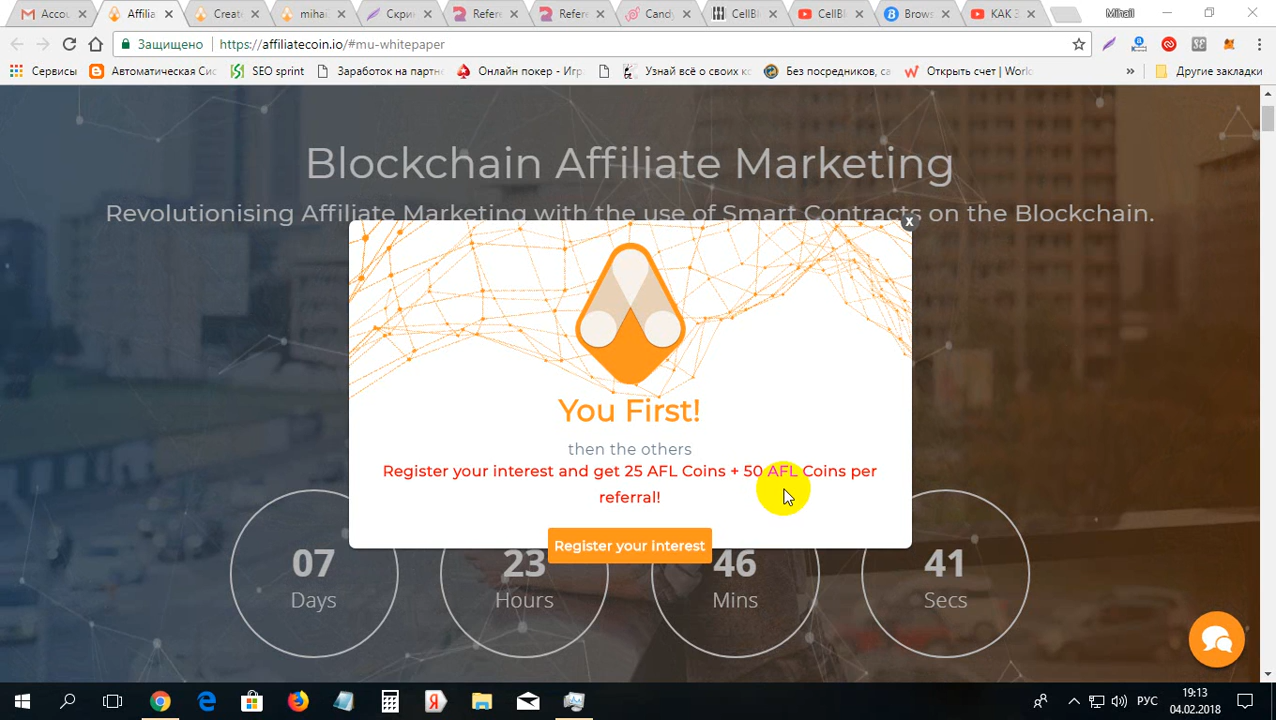 Accou
Affilia
Create
mihai
Скри
Refere
Refere
Candy
CellBl
CellBl
Brows
КАК З
Mihail
Защищено
https://affiliatecoin.io/#mu-whitepaper
Сервисы
Автоматическая Сис
SEO sprint
Заработок на партн
Онлайн покер - Игр
Узнай всё о своих ко
Без посредников, са
Открыть счет | Worl
»
Другие закладки
Blockchain Affiliate Marketing
Revolutionising Affiliate Marketing with the use of Smart Contracts on the Blockchain.
x
You First!
then the others
Register your interest and get 25 AFL Coins + 50 AFL Coins per
referral!
Register your interest
07 23 46 41
Days Hours Mins Secs
РУС
19:13
04.02.2018